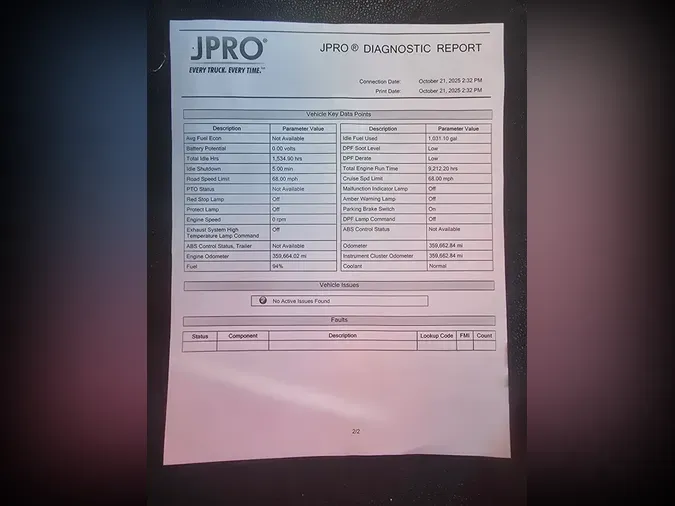 JPRO®
EVERY TRUCK. EVERY TIME.™
JPRO ® DIAGNOSTIC REPORT
Connection Date: October 21, 2025 2:32 PM
Print Date: October 21, 2025 2:32 PM
Vehicle Key Data Points
Description Parameter Value Description Parameter Value
Avg Fuel Econ Not Available Idle Fuel Used 1,031.10 gal
Battery Potential 0.00 volts DPF Soot Level Low
Total Idle Hrs 1,534.90 hrs DPF Derate Low
Idle Shutdown 5.00 min Total Engine Run Time 9,212.20 hrs
Road Speed Limit 68.00 mph Cruise Spd Limit 68.00 mph
PTO Status Not Available Malfunction Indicator Lamp Off
Red Stop Lamp Off Amber Warning Lamp Off
Protect Lamp Off Parking Brake Switch On
Engine Speed 0 rpm DPF Lamp Command Off
Exhaust System High Temperature Lamp Command Off ABS Control Status Not Available
ABS Control Status, Trailer Not Available Odometer 359,662.84 mi
Engine Odometer 359,664.02 mi Instrument Cluster Odometer 359,662.84 mi
Fuel 94% Coolant Normal
Vehicle Issues
No Active Issues Found
Faults
Status Component Description Lookup Code FMI Count
2/2